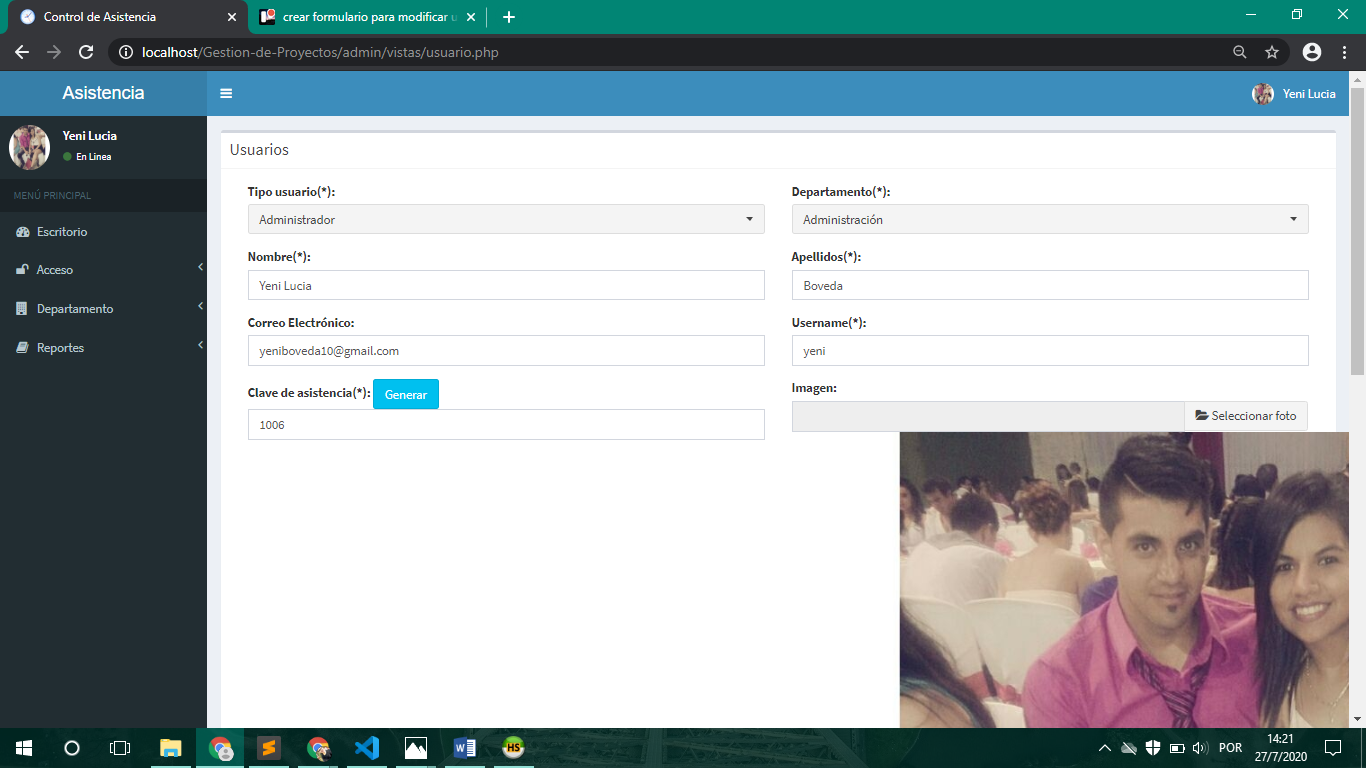 Control de Asistencia
crear formulario para modificar u
localhost/Gestion-de-Proyectos/admin/vistas/usuario.php
Asistencia
Yeni Lucia
Yeni Lucia
En Linea
MENÚ PRINCIPAL
Escritorio
Acceso
Departamento
Reportes
Usuarios
Tipo usuario(*):
Departamento(*):
Administrador
Administración
Nombre(*):
Apellidos(*):
Yeni Lucia
Boveda
Correo Electrónico:
Username(*):
yeniboveda10@gmail.com
yeni
Clave de asistencia(*): Generar
Imagen:
1006
Seleccionar foto
HS
POR
14:21
27/7/2020